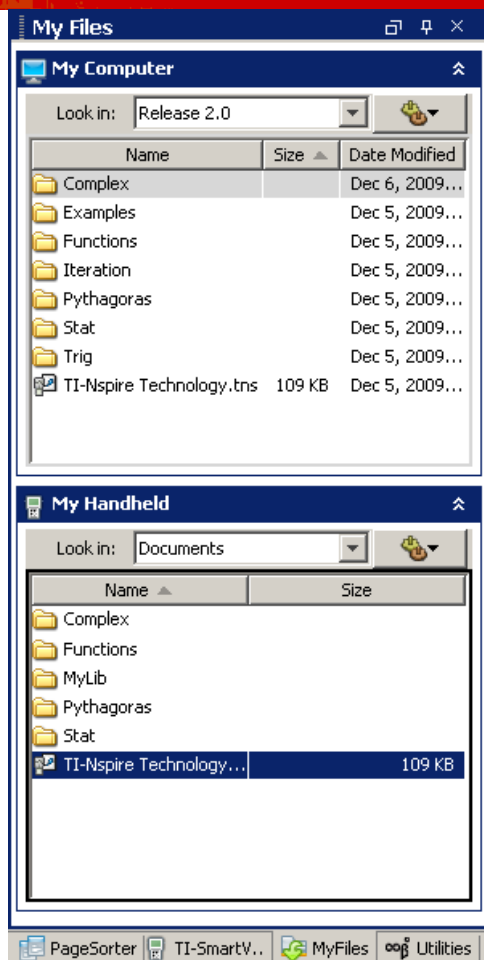 My Files
My Computer
Look in: Release 2.0
Name Size Date Modified
Complex Dec 6, 2009...
Examples Dec 5, 2009...
Functions Dec 5, 2009...
Iteration Dec 5, 2009...
Pythagoras Dec 5, 2009...
Stat Dec 5, 2009...
Trig Dec 5, 2009...
TI-Nspire Technology.tns 109 KB Dec 5, 2009...
My Handheld
Look in: Documents
Name Size
Complex
Functions
MyLib
Pythagoras
Stat
TI-Nspire Technology... 109 KB
PageSorter TI-SmartV.. MyFiles Utilities